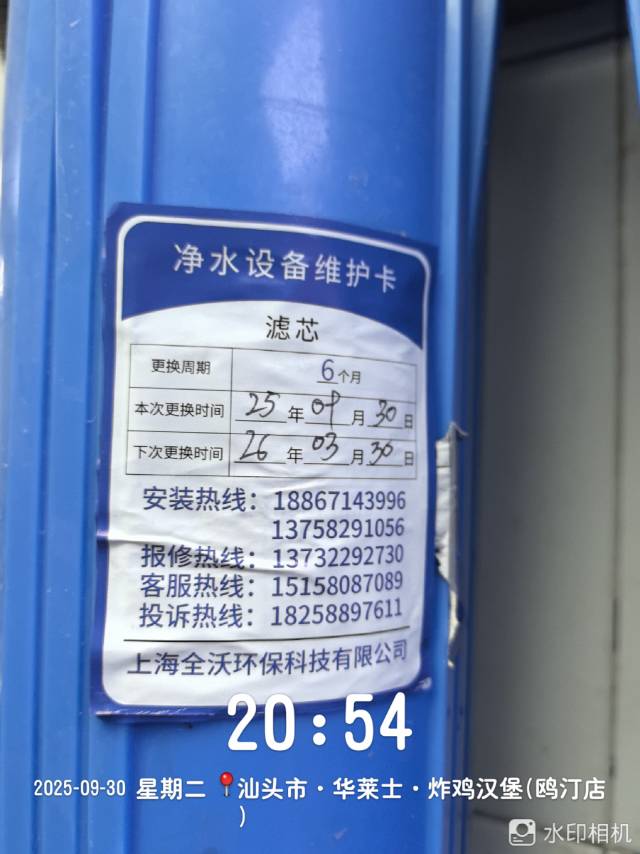 净水设备维护卡
滤芯
更换周期 6个月
本次更换时间 25年09月30日
下次更换时间 26年03月30日
安装热线：18867143996
13758291056
报修热线：13732292730
客服热线：15158087089
投诉热线：18258897611
上海全沃环保科技有限公司
20:54
2025-09-30 星期二 汕头市·华莱士·炸鸡汉堡(鸥汀店
)
水印相机